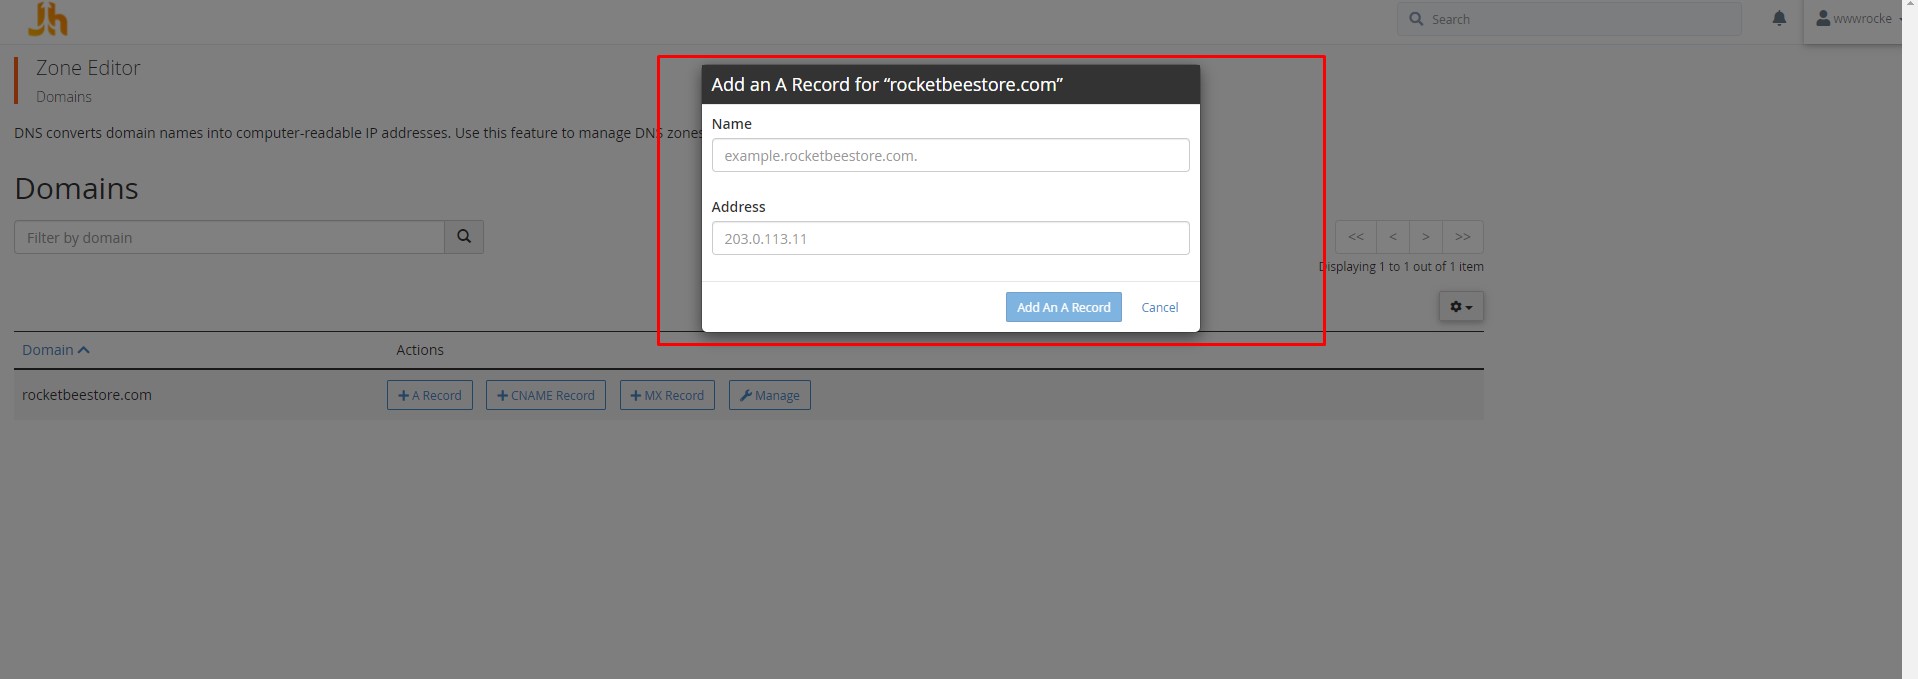 Jh
Search
wwwrocke
Zone Editor
Domains
DNS converts domain names into computer-readable IP addresses. Use this feature to manage DNS zones
Add an A Record for “rocketbeestore.com”
Name
example.rocketbeestore.com.
Address
203.0.113.11
Add An A Record Cancel
Domains
Filter by domain
<< < > >>
Displaying 1 to 1 out of 1 item
Domain Actions
rocketbeestore.com A Record CNAME Record MX Record Manage